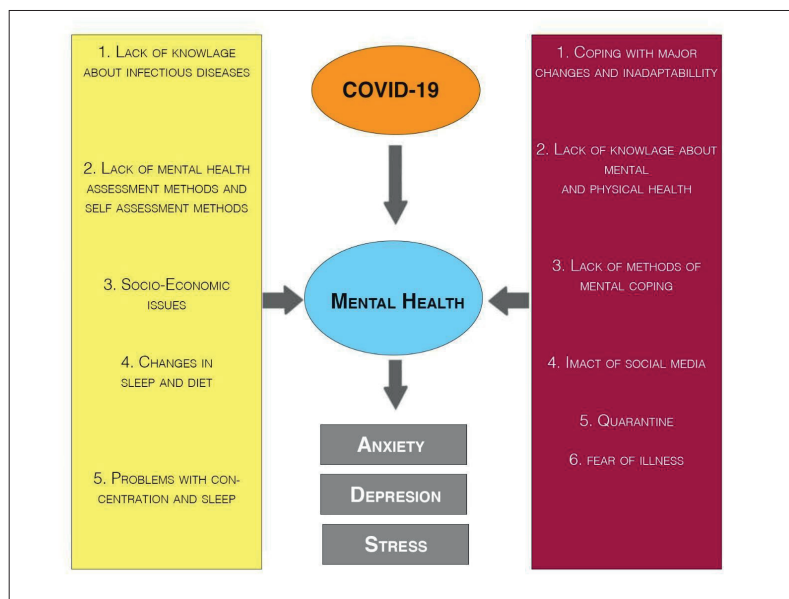 1. Lack of knowlage
about infectious diseases
2. Lack of mental health
assessment methods and
self assessment methods
3. Socio-Economic
issues
4. Changes in
sleep and diet
5. Problems with con-
centration and sleep
COVID-19
Mental Health
Anxiety
Depresion
Stress
1. Coping with major
changes and inadaptabillity
2. Lack of knowlage about
mental
and physical health
3. Lack of methods of
mental coping
4. Imact of social media
5. Quarantine
6. fear of illness